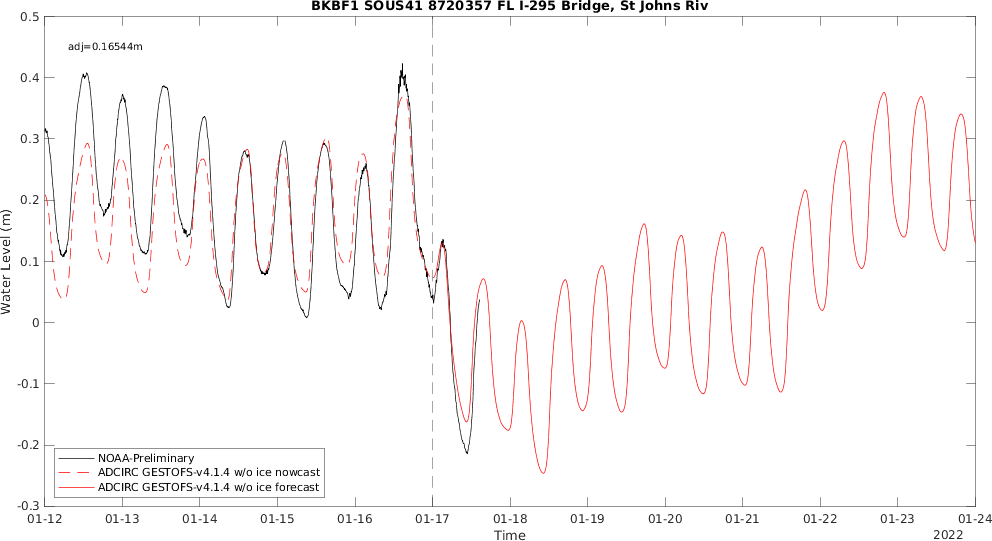 BKBF1 SOUS41 8720357 FL I-295 Bridge, St Johns Riv
adj=0.16544m
Water Level (m)
0.5
0.4
0.3
0.2
0.1
0
-0.1
-0.2
-0.3
NOAA-Preliminary
ADCIRC GESTOFS-v4.1.4 w/o ice nowcast
ADCIRC GESTOFS-v4.1.4 w/o ice forecast
01-12 01-13 01-14 01-15 01-16 01-17 01-18 01-19 01-20 01-21 01-22 01-23 01-24
Time
2022